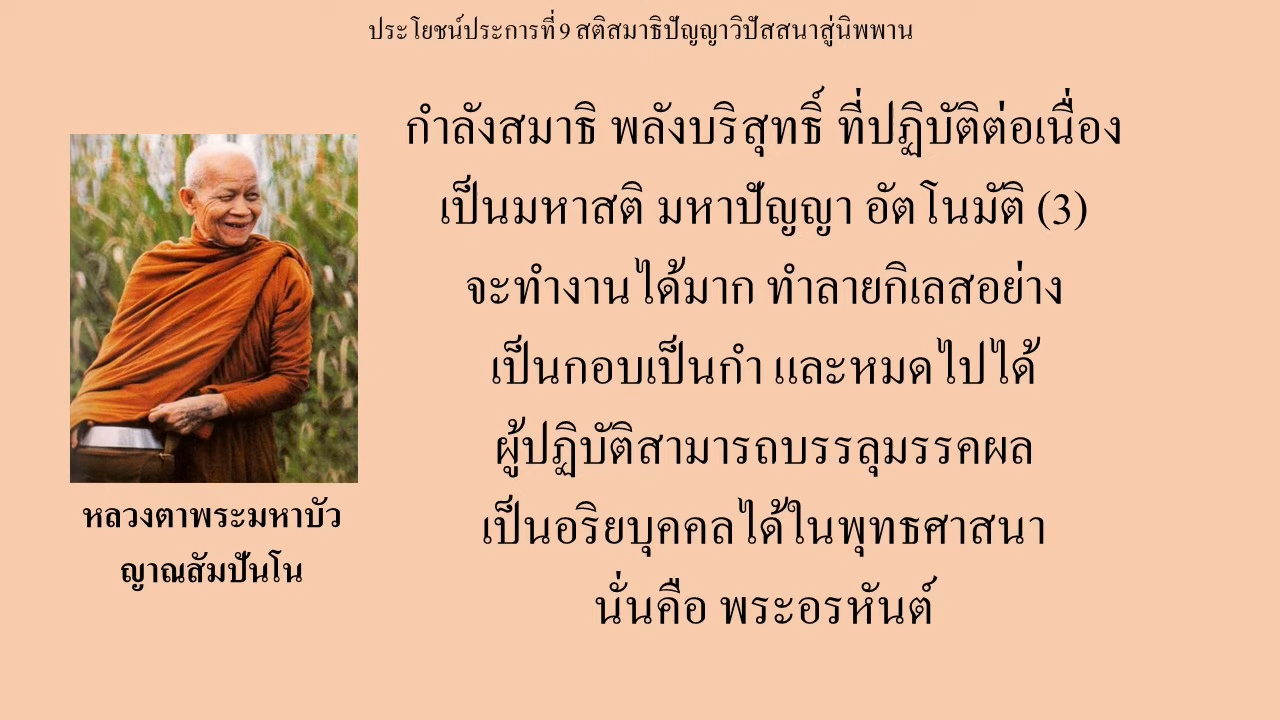 ประโยชน์ประการที่ 9 สติสมาธิปัญญาวิปัสสนาสู่นิพพาน
กำลังสมาธิ พลังบริสุทธิ์ ที่ปฏิบัติต่อเนื่อง
เป็นมหาสติ มหาปัญญา อัตโนมัติ (3)
จะทำงานได้มาก ทำลายกิเลสอย่าง
เป็นกอบเป็นกำ และหมดไปได้
ผู้ปฏิบัติสามารถบรรลุมรรคผล
เป็นอริยบุคคลได้ในพุทธศาสนา
นั่นคือ พระอรหันต์
หลวงตาพระมหาบัว
ญาณสัมปันโน